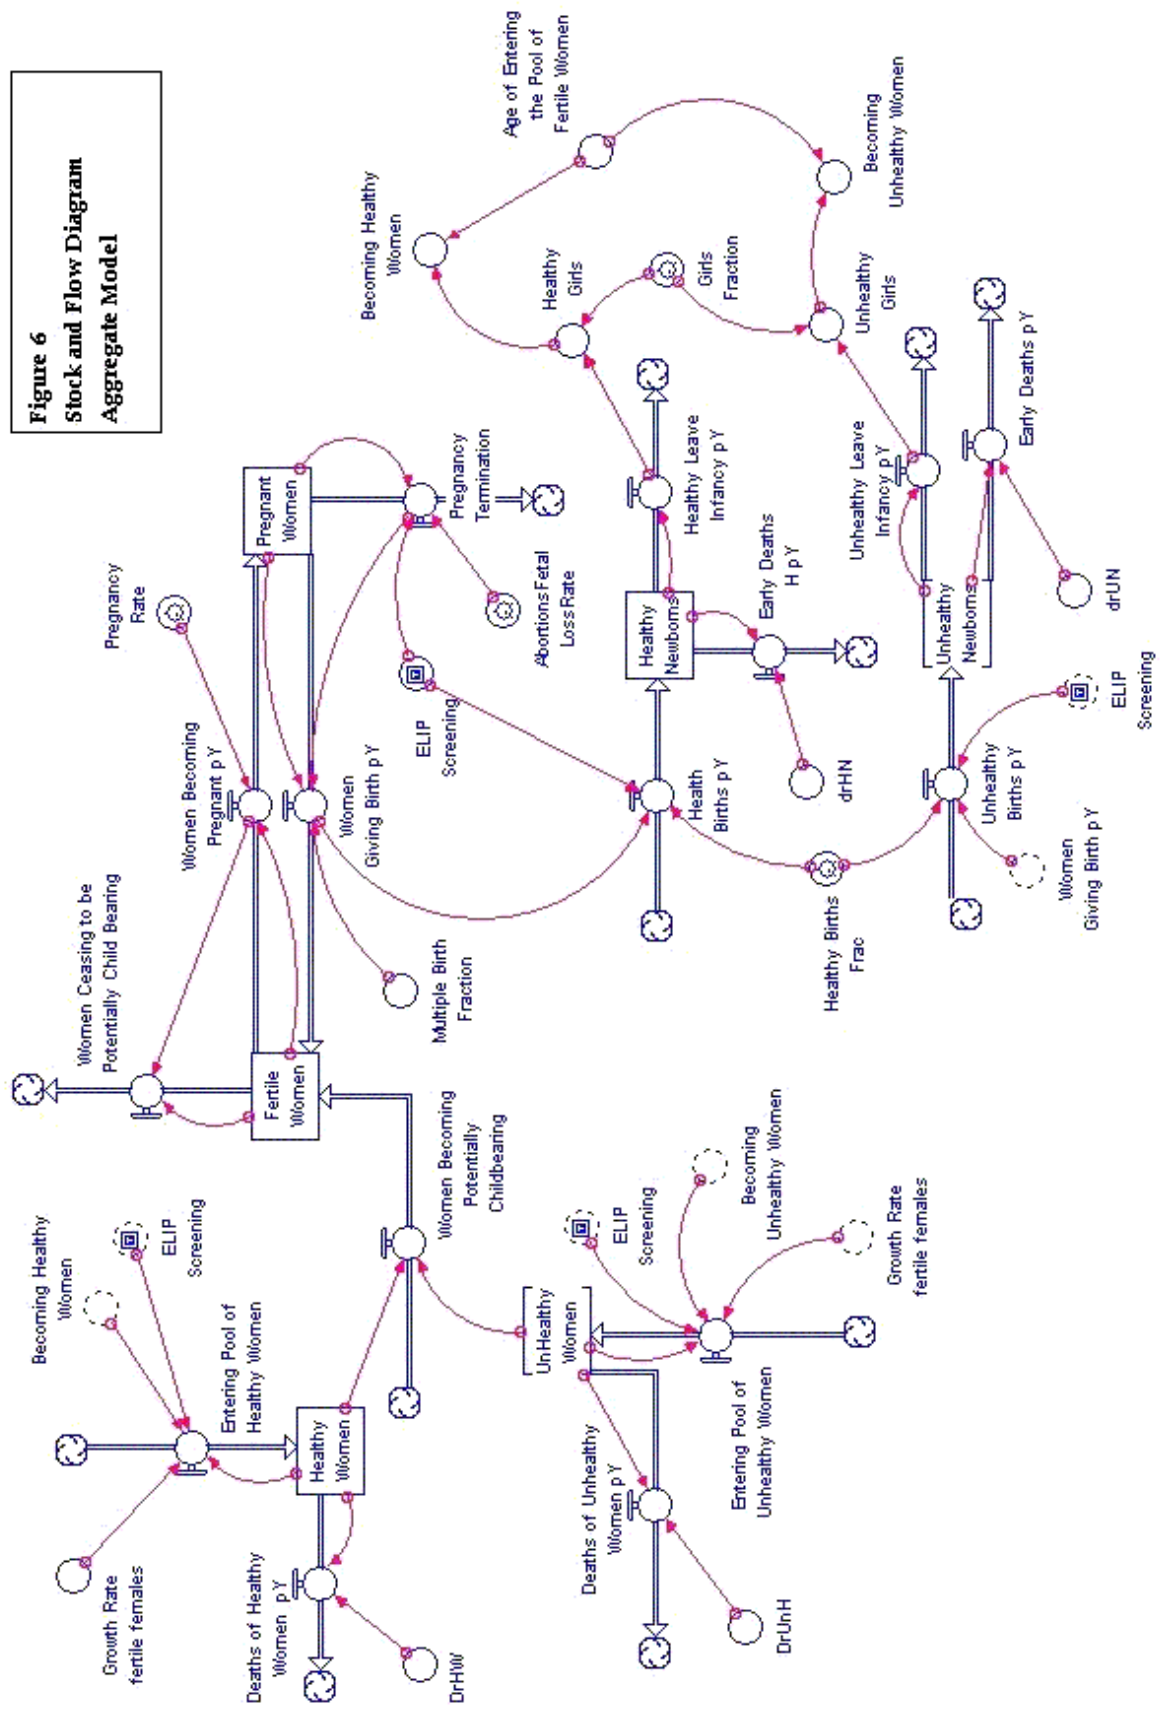 Figure 6
Stock and Flow Diagram
Aggregate Model
Growth Rate
fertile females
Becoming Healthy
Women
ELIP
Screening
Entering Pool of
Healthy Women
Healthy
Women
Deaths of Healthy
Women pY
DrHW
Women Ceasing to be
Potentially Child Bearing
Fertile
Women
Women Becoming
Potentially
Childbearing
Women Becoming
Pregnant pY
Pregnancy
Rate
Women
Giving Birth pY
Multiple Birth
Fraction
Pregnant
Women
Pregnancy
Termination
Abortions Fetal
Loss Rate
ELIP
Screening
UnHealthy
Women
Deaths of Unhealthy
Women pY
DrUnH
Entering Pool of
Unhealthy Women
ELIP
Screening
Becoming
Unhealthy Women
Growth Rate
fertile females
Health
Births pY
Healthy Births
Frac
Healthy
Newborns
drHN
Early Deaths
H pY
Healthy Leave
Infancy pY
Healthy
Girls
Becoming Healthy
Women
Age of Entering
the Pool of
Fertile Women
Girls
Fraction
Becoming
Unhealthy Women
Unhealthy
Girls
Unhealthy Leave
Infancy pY
Early Deaths pY
drUN
Unhealthy
Newborns
Unhealthy
Births pY
ELIP
Screening
Women
Giving Birth pY